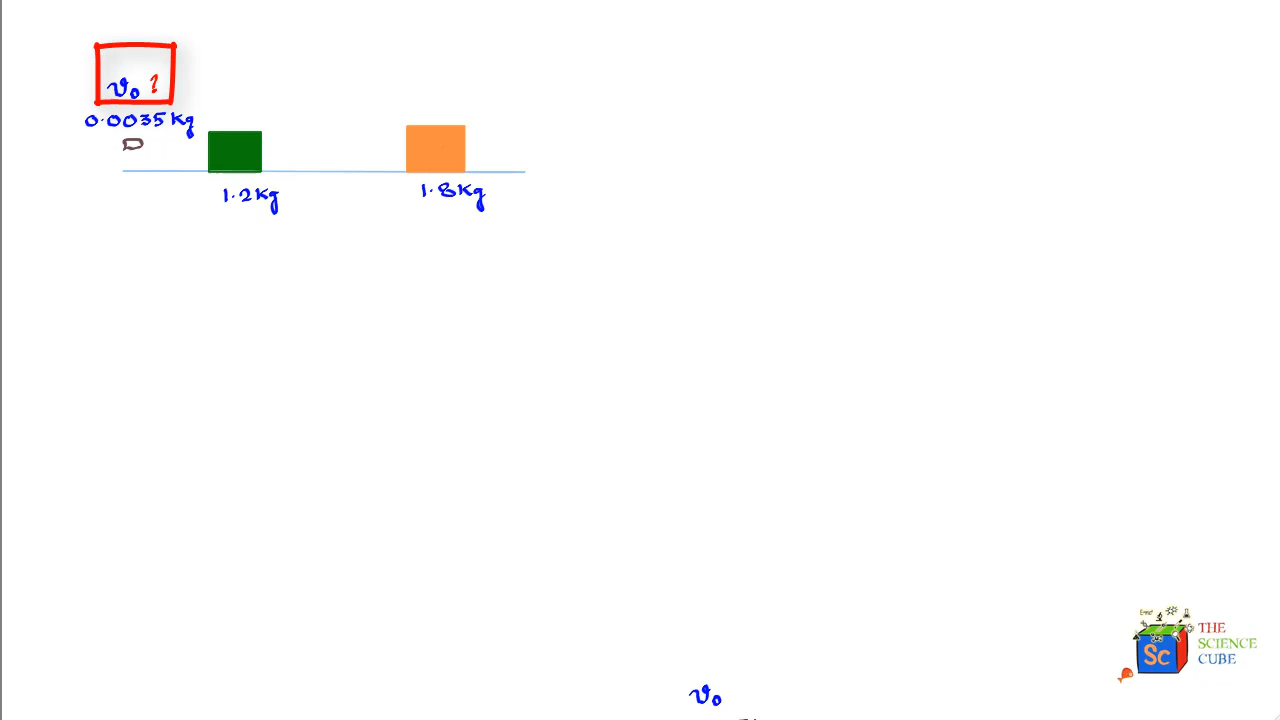 v₀ ?
0.0035 Kg
1.2 Kg
1.8 Kg
v₀
Sc
THE
SCIENCE
CUBE